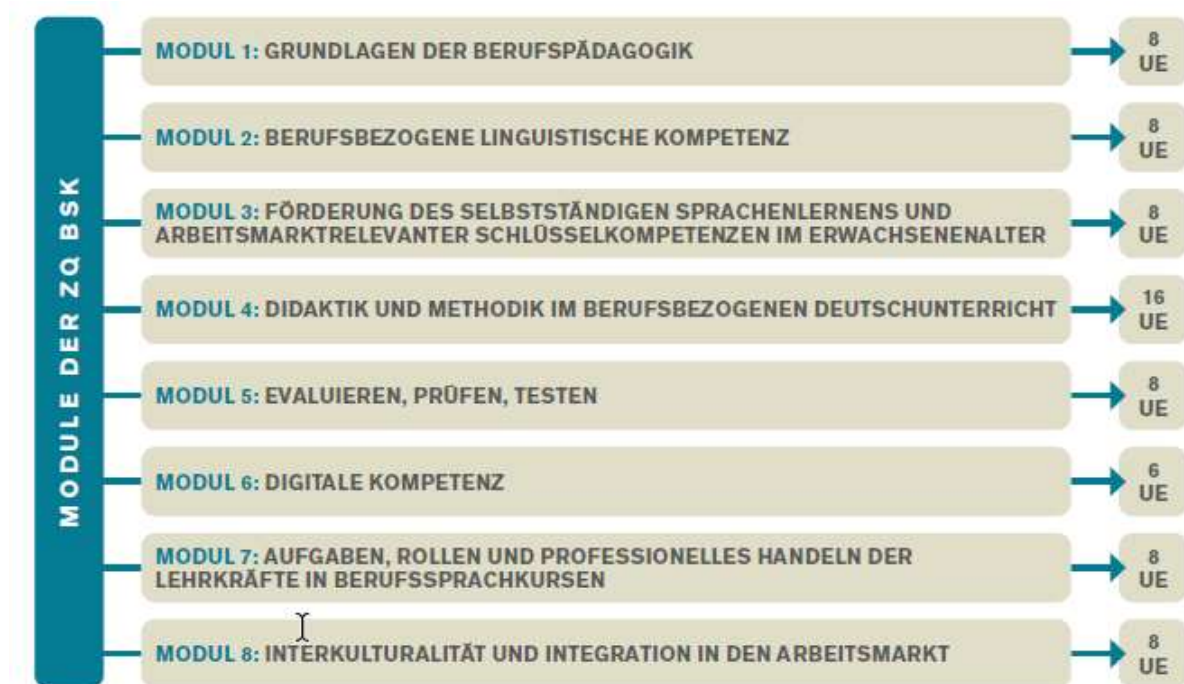 MODULE DER ZQ BSK
MODUL 1: GRUNDLAGEN DER BERUFSPÄDAGOGIK
8
UE
MODUL 2: BERUFSBEZOGENE LINGUISTISCHE KOMPETENZ
8
UE
MODUL 3: FÖRDERUNG DES SELBSTSTÄNDIGEN SPRACHENLERNENS UND
ARBEITSMARKTRELEVANTER SCHLÜSSELKOMPETENZEN IM ERWACHSENENALTER
8
UE
MODUL 4: DIDAKTIK UND METHODIK IM BERUFSBEZOGENEN DEUTSCHUNTERRICHT
16
UE
MODUL 5: EVALUIEREN, PRÜFEN, TESTEN
8
UE
MODUL 6: DIGITALE KOMPETENZ
6
UE
MODUL 7: AUFGABEN, ROLLEN UND PROFESSIONELLES HANDELN DER
LEHRKRÄFTE IN BERUFSSPRACHKURSEN
8
UE
MODUL 8: INTERKULTURALITÄT UND INTEGRATION IN DEN ARBEITSMARKT
8
UE